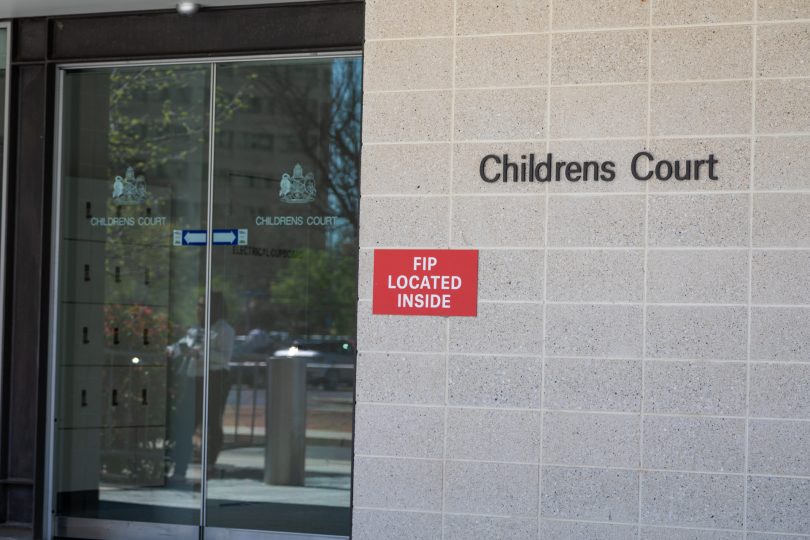 CHILDRENS COURT
CHILDRENS COURT
ELECTRICAL CUPBOARD
Childrens Court
FIP
LOCATED
INSIDE